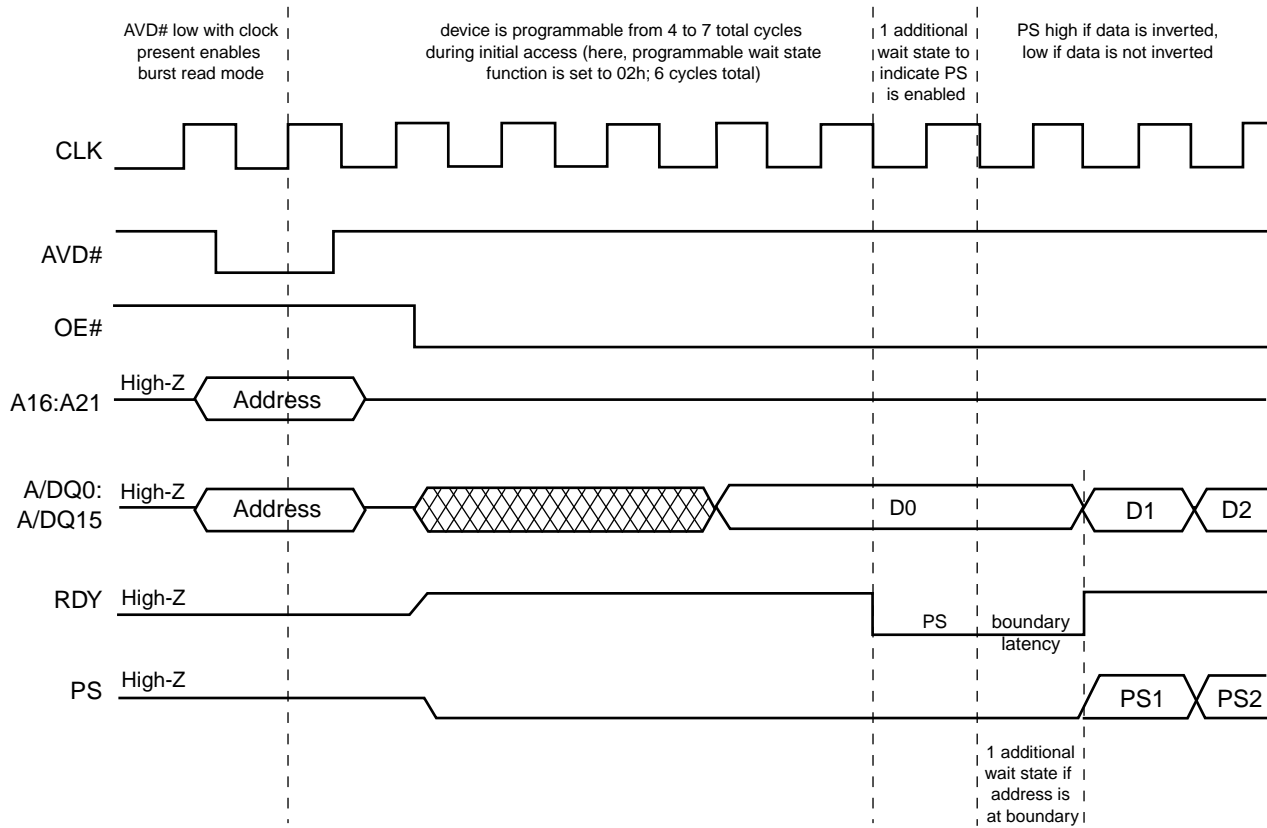 AVD# low with clock
present enables
burst read mode
device is programmable from 4 to 7 total cycles
during initial access (here, programmable wait state
function is set to 02h; 6 cycles total)
1 additional
wait state to
indicate PS
is enabled
PS high if data is inverted,
low if data is not inverted
CLK
AVD#
OE#
A16:A21
High-Z
Address
A/DQ0:
A/DQ15
High-Z
Address
D0
D1
D2
RDY
High-Z
PS
boundary
latency
PS
High-Z
PS1
PS2
1 additional
wait state if
address is
at boundary